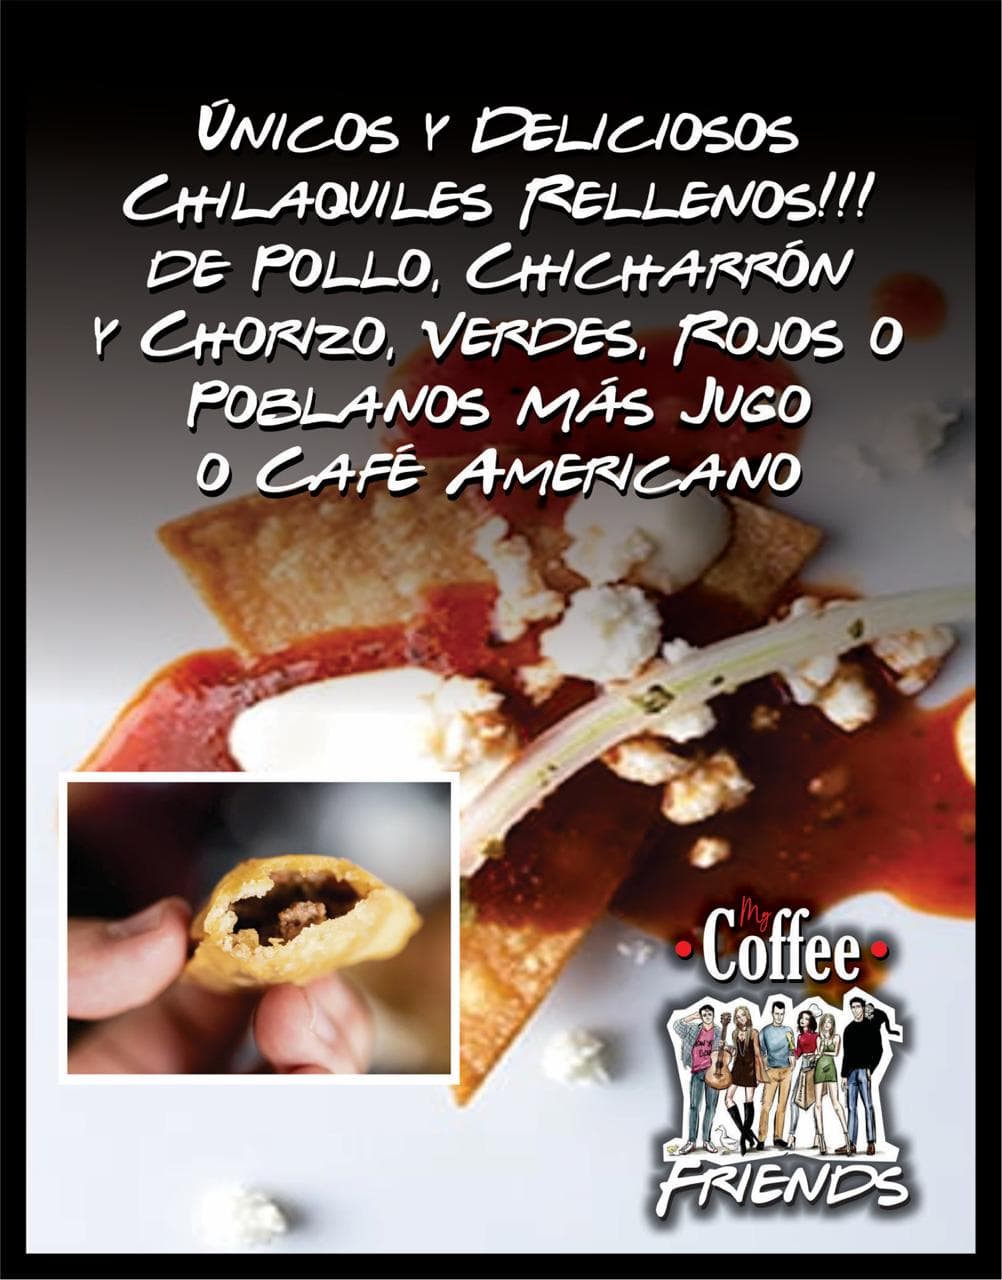 Únicos y Deliciosos
Chilaquiles Rellenos!!!
de Pollo, Chicharrón
y Chorizo, Verdes, Rojos o
Poblanos más Jugo
o Café Americano
My
• Coffee •
FRIENDS